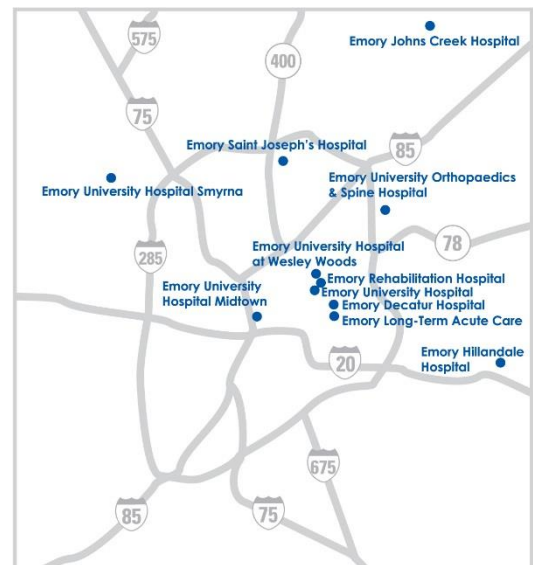 575
Emory Johns Creek Hospital
400
75
Emory Saint Joseph's Hospital
85
Emory University Hospital Smyrna
Emory University Orthopaedics
& Spine Hospital
78
285
Emory University Hospital
at Wesley Woods
Emory Rehabilitation Hospital
Emory University
Hospital Midtown
Emory University Hospital
Emory Decatur Hospital
Emory Long-Term Acute Care
20
Emory Hillandale
Hospital
675
85
75